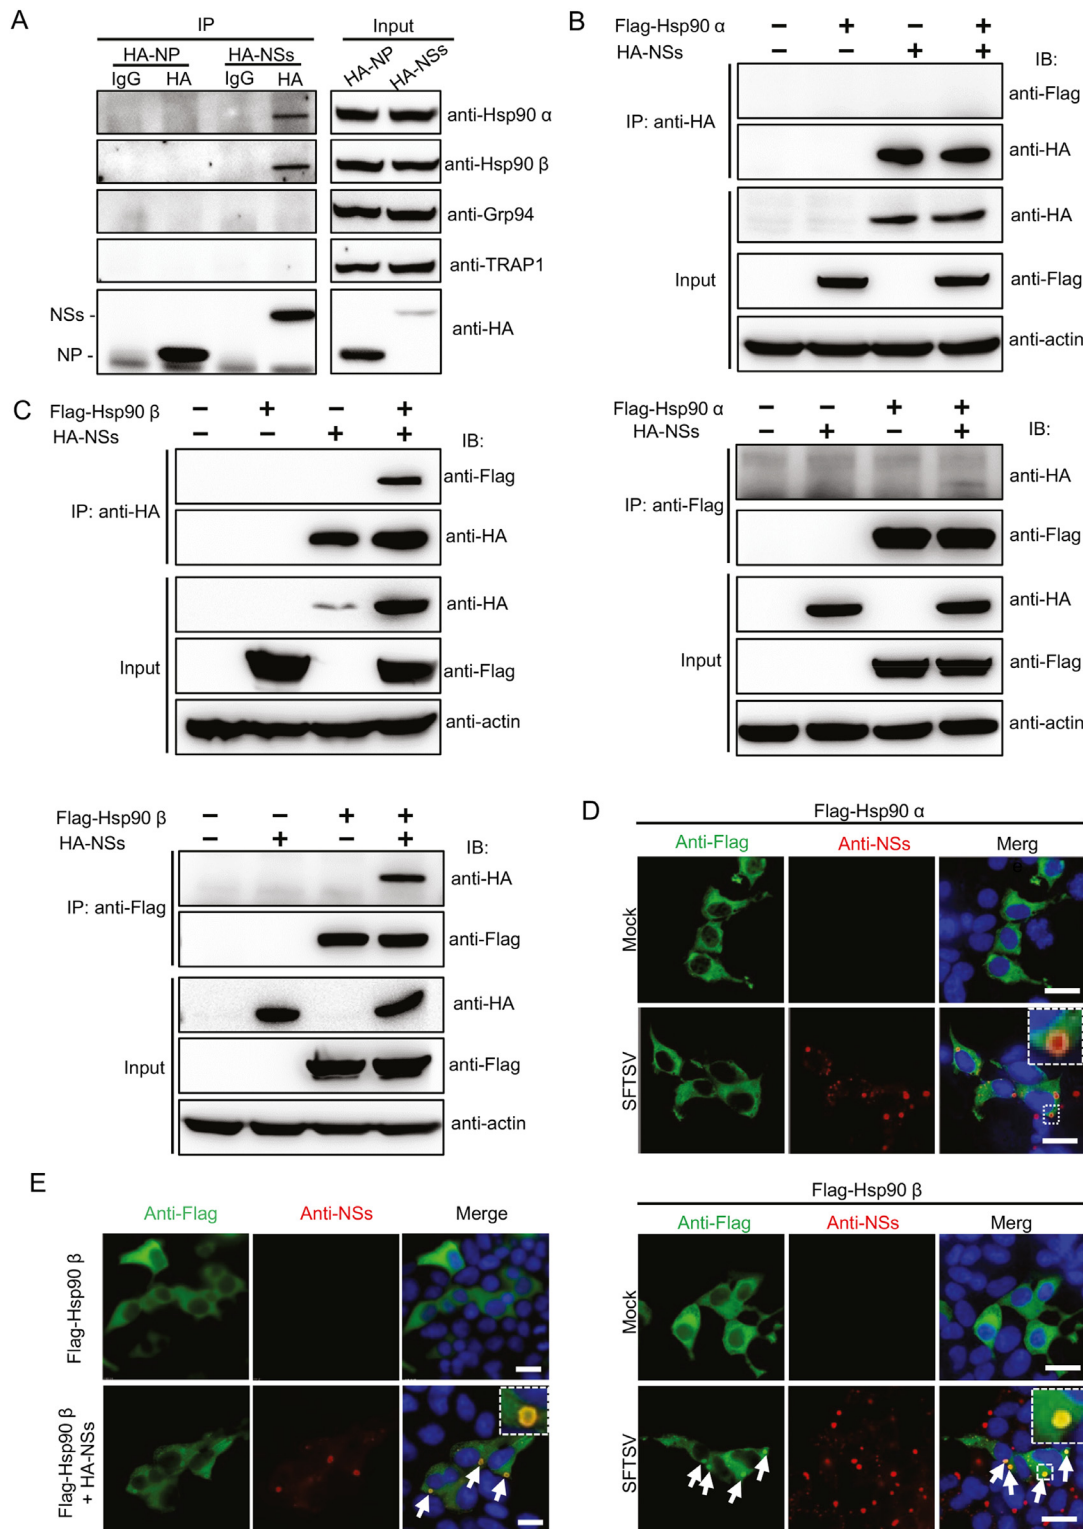 A
IP
Input
HA-NP
HA-NSs
IgG HA IgG HA
HA-NP
HA-NSs
anti-Hsp90 α
anti-Hsp90 β
anti-Grp94
anti-TRAP1
NSs -
NP -
anti-HA
B
Flag-Hsp90 α − + − +
HA-NSs − − + +
IB:
IP: anti-HA
anti-Flag
anti-HA
Input
anti-HA
anti-Flag
anti-actin
Flag-Hsp90 α − − + +
HA-NSs − + − +
IB:
IP: anti-Flag
anti-HA
anti-Flag
Input
anti-HA
anti-Flag
anti-actin
C
Flag-Hsp90 β − + − +
HA-NSs − − + +
IB:
IP: anti-HA
anti-Flag
anti-HA
Input
anti-HA
anti-Flag
anti-actin
Flag-Hsp90 β − − + +
HA-NSs − + − +
IB:
IP: anti-Flag
anti-HA
anti-Flag
Input
anti-HA
anti-Flag
anti-actin
D
Flag-Hsp90 α
Anti-Flag Anti-NSs Merg
Mock
SFTSV
Flag-Hsp90 β
Anti-Flag Anti-NSs Merg
Mock
SFTSV
E
Anti-Flag Anti-NSs Merge
Flag-Hsp90 β
Flag-Hsp90 β
+ HA-NSs